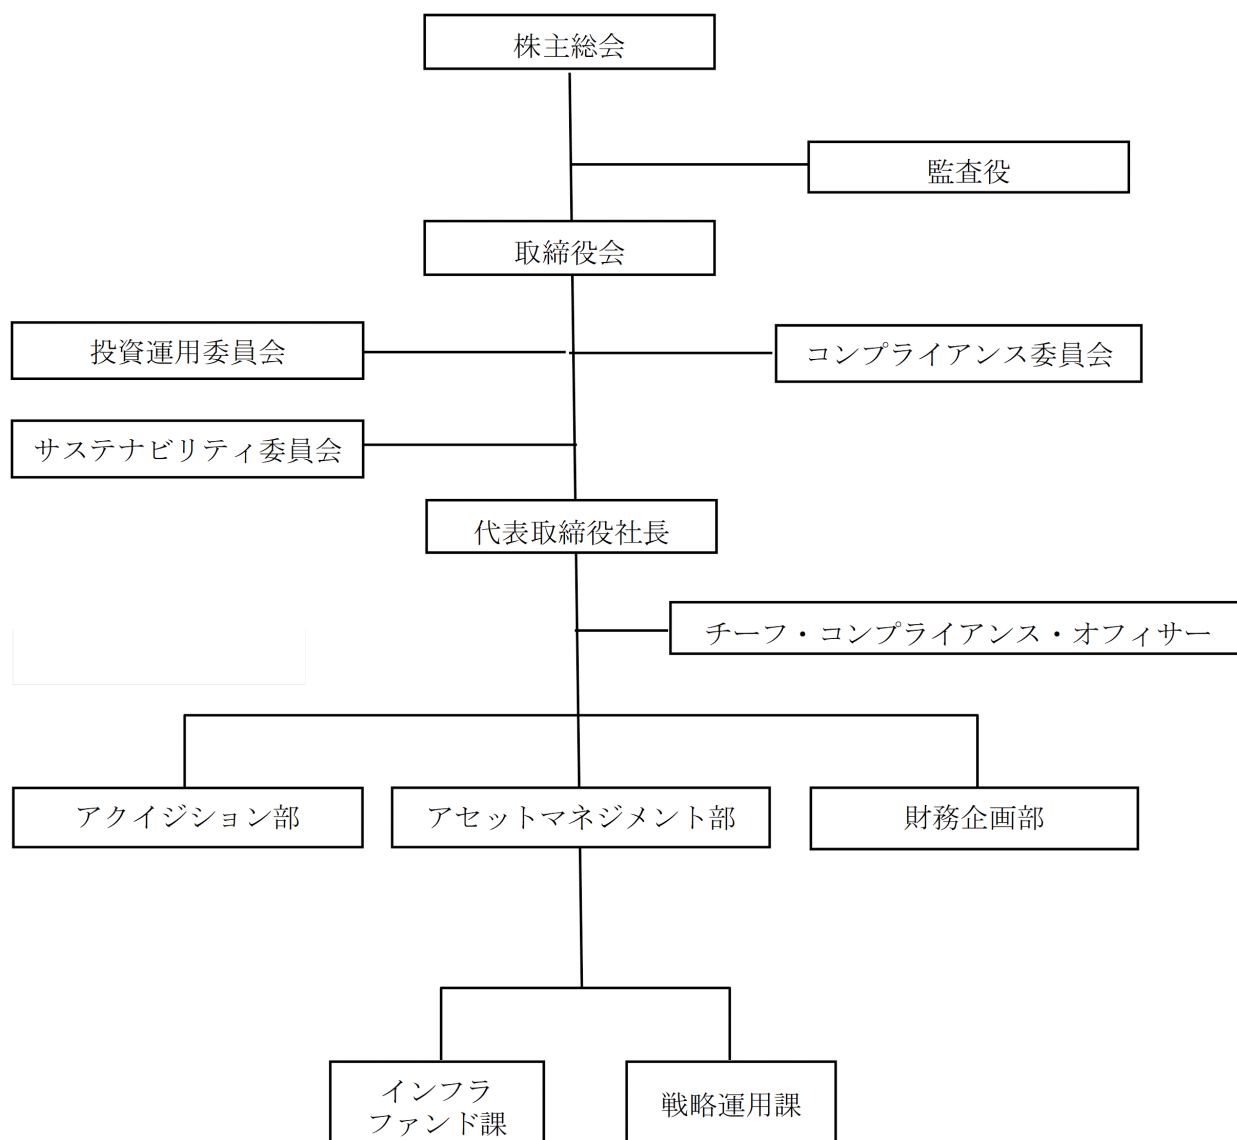 株主総会
監査役
取締役会
投資運用委員会
コンプライアンス委員会
サステナビリティ委員会
代表取締役社長
チーフ・コンプライアンス・オフィサー
アクイジション部
アセットマネジメント部
財務企画部
インフラ
ファンド課
戦略運用課